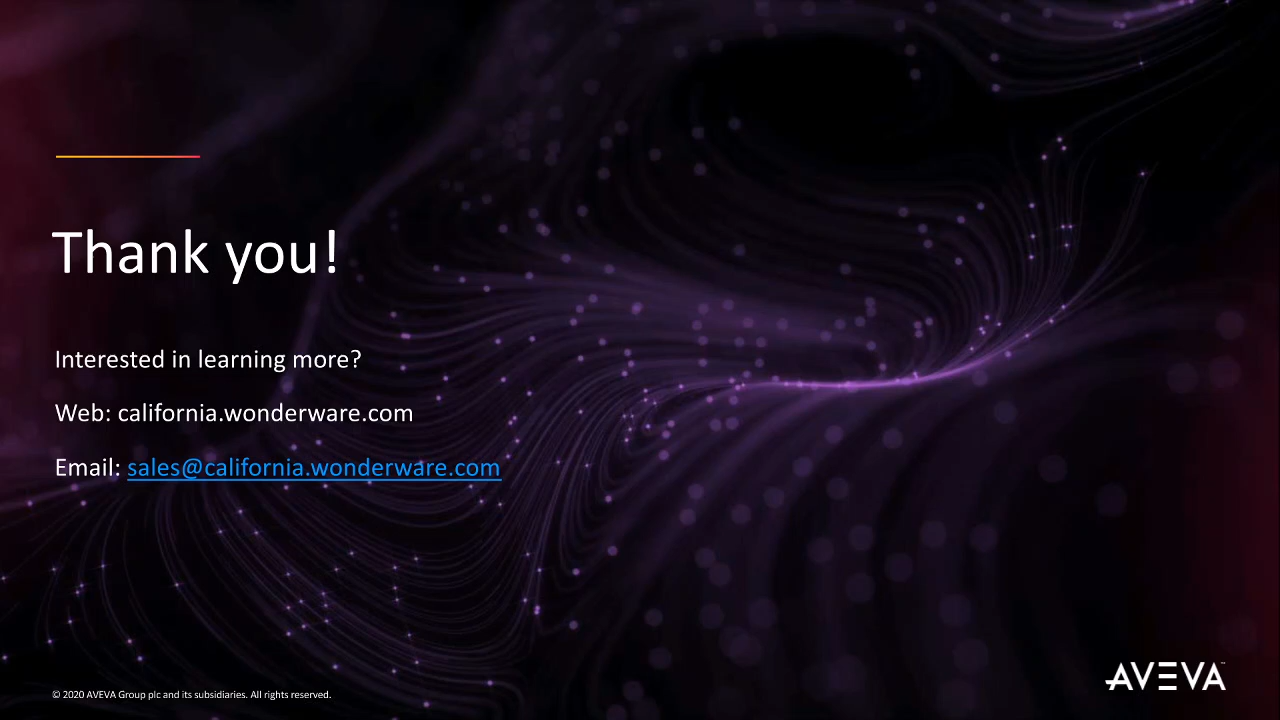 Thank you!
Interested in learning more?
Web: california.wonderware.com
Email: sales@california.wonderware.com
© 2020 AVEVA Group plc and its subsidiaries. All rights reserved.
AVEVA